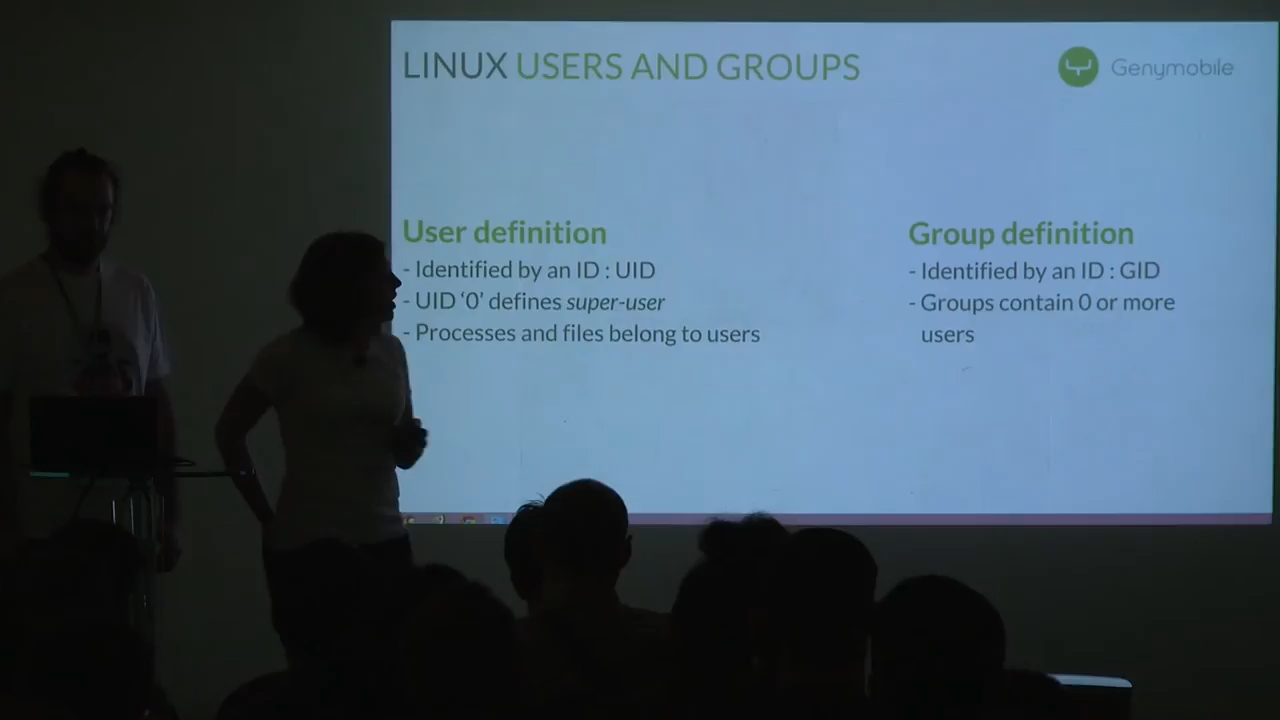 LINUX USERS AND GROUPS
Genymobile
User definition
- Identified by an ID : UID
- UID ‘0’ defines super-user
- Processes and files belong to users
Group definition
- Identified by an ID : GID
- Groups contain 0 or more
users